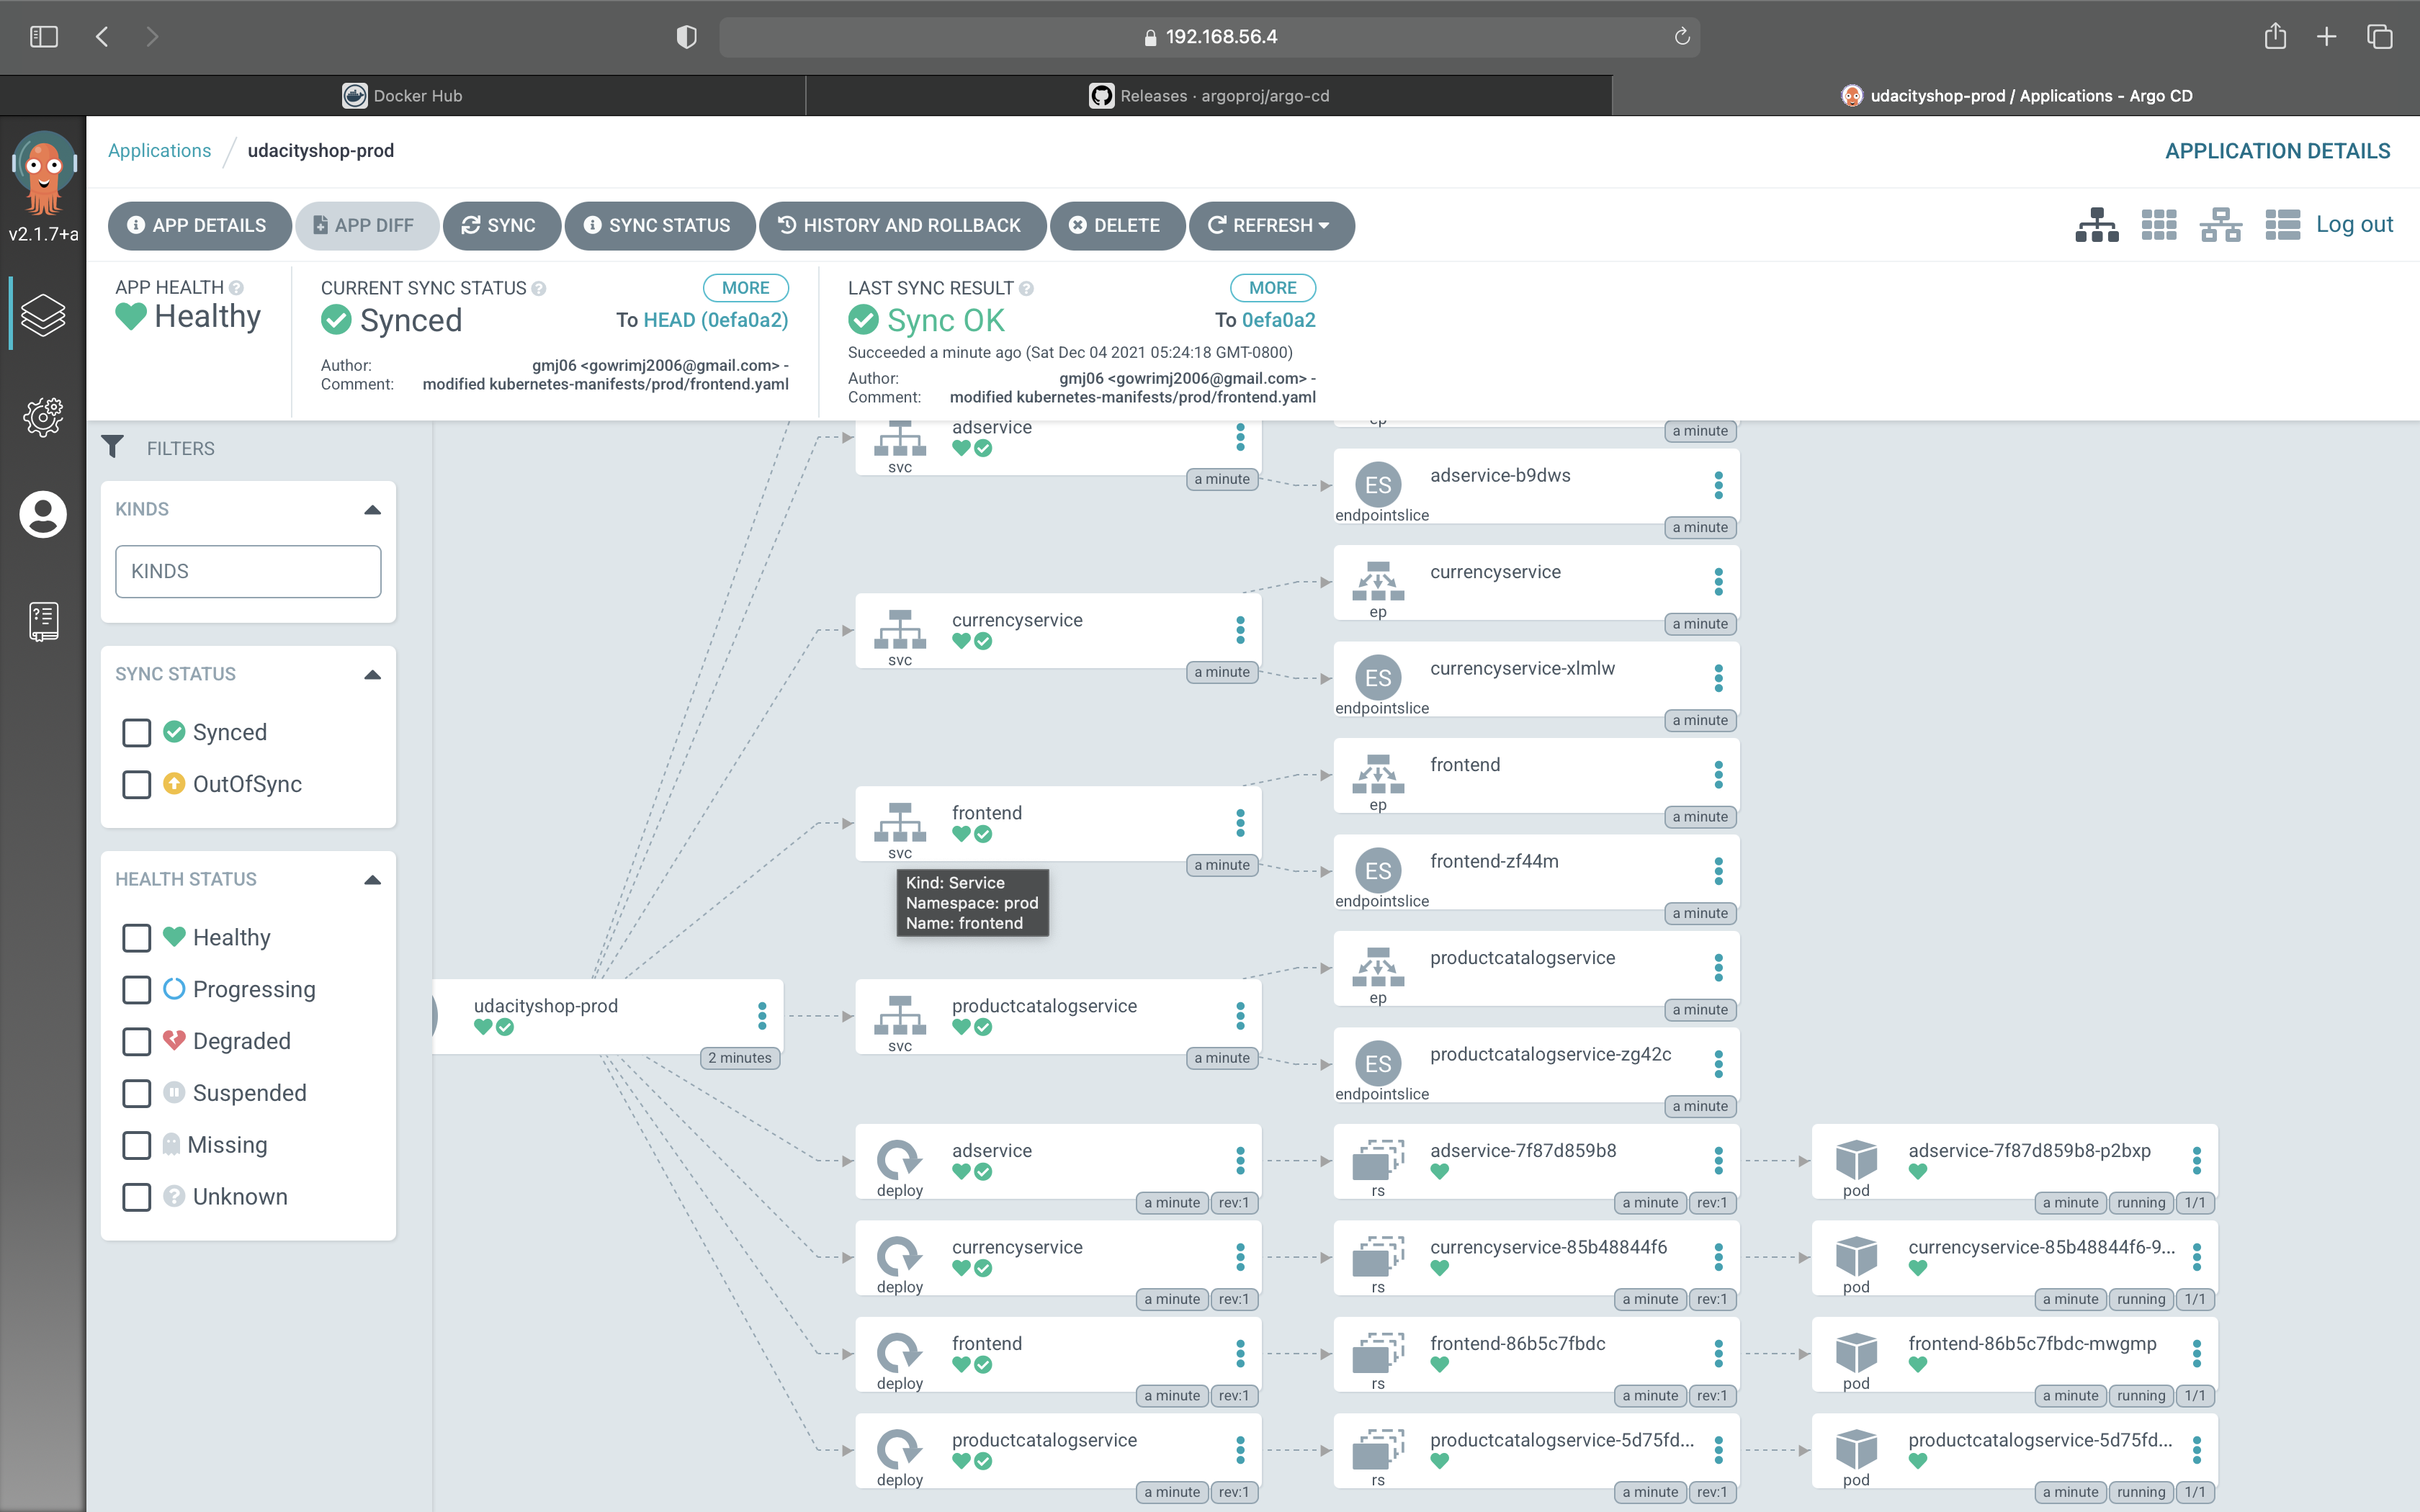 192.168.56.4
Docker Hub
Releases · argoproj/argo-cd
udacityshop-prod / Applications - Argo CD
v2.1.7+a
Applications / udacityshop-prod
APPLICATION DETAILS
APP DETAILS
APP DIFF
SYNC
SYNC STATUS
HISTORY AND ROLLBACK
DELETE
REFRESH
Log out
APP HEALTH
Healthy
CURRENT SYNC STATUS
MORE
Synced
To HEAD (0efa0a2)
Author: gmj06 <gowrimj2006@gmail.com> -
Comment: modified kubernetes-manifests/prod/frontend.yaml
LAST SYNC RESULT
MORE
Sync OK
To 0efa0a2
Succeeded a minute ago (Sat Dec 04 2021 05:24:18 GMT-0800)
Author: gmj06 <gowrimj2006@gmail.com> -
Comment: modified kubernetes-manifests/prod/frontend.yaml
FILTERS
KINDS
KINDS
SYNC STATUS
Synced
OutOfSync
HEALTH STATUS
Healthy
Progressing
Degraded
Suspended
Missing
Unknown
udacityshop-prod
2 minutes
adservice
svc
a minute
ep
a minute
ES
adservice-b9dws
endpointslice
a minute
currencyservice
svc
a minute
currencyservice
ep
a minute
ES
currencyservice-xlmlw
endpointslice
a minute
frontend
svc
a minute
Kind: Service
Namespace: prod
Name: frontend
frontend
ep
a minute
ES
frontend-zf44m
endpointslice
a minute
productcatalogservice
svc
a minute
productcatalogservice
ep
a minute
ES
productcatalogservice-zg42c
endpointslice
a minute
adservice
deploy
a minute rev:1
adservice-7f87d859b8
rs
a minute rev:1
adservice-7f87d859b8-p2bxp
pod
a minute running 1/1
currencyservice
deploy
a minute rev:1
currencyservice-85b48844f6
rs
a minute rev:1
currencyservice-85b48844f6-9...
pod
a minute running 1/1
frontend
deploy
a minute rev:1
frontend-86b5c7fbdc
rs
a minute rev:1
frontend-86b5c7fbdc-mwgmp
pod
a minute running 1/1
productcatalogservice
deploy
a minute rev:1
productcatalogservice-5d75fd...
rs
a minute rev:1
productcatalogservice-5d75fd...
pod
a minute running 1/1